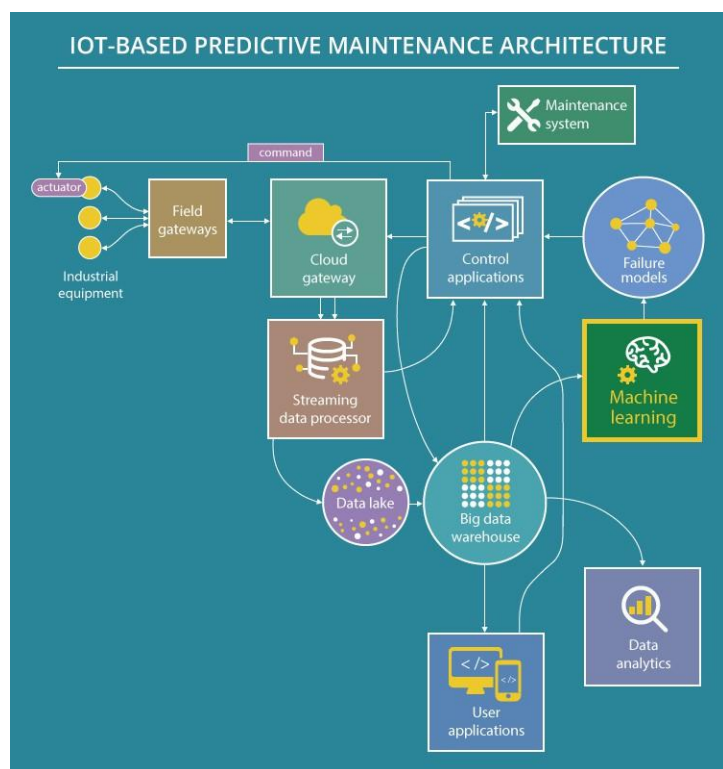 IOT-BASED PREDICTIVE MAINTENANCE ARCHITECTURE
Maintenance
system
command
actuator
Field
gateways
Industrial
equipment
Cloud
gateway
</>
Control
applications
Failure
models
Streaming
data processor
Machine
learning
Data lake
Big data
warehouse
</>
</>
User
applications
Data
analytics